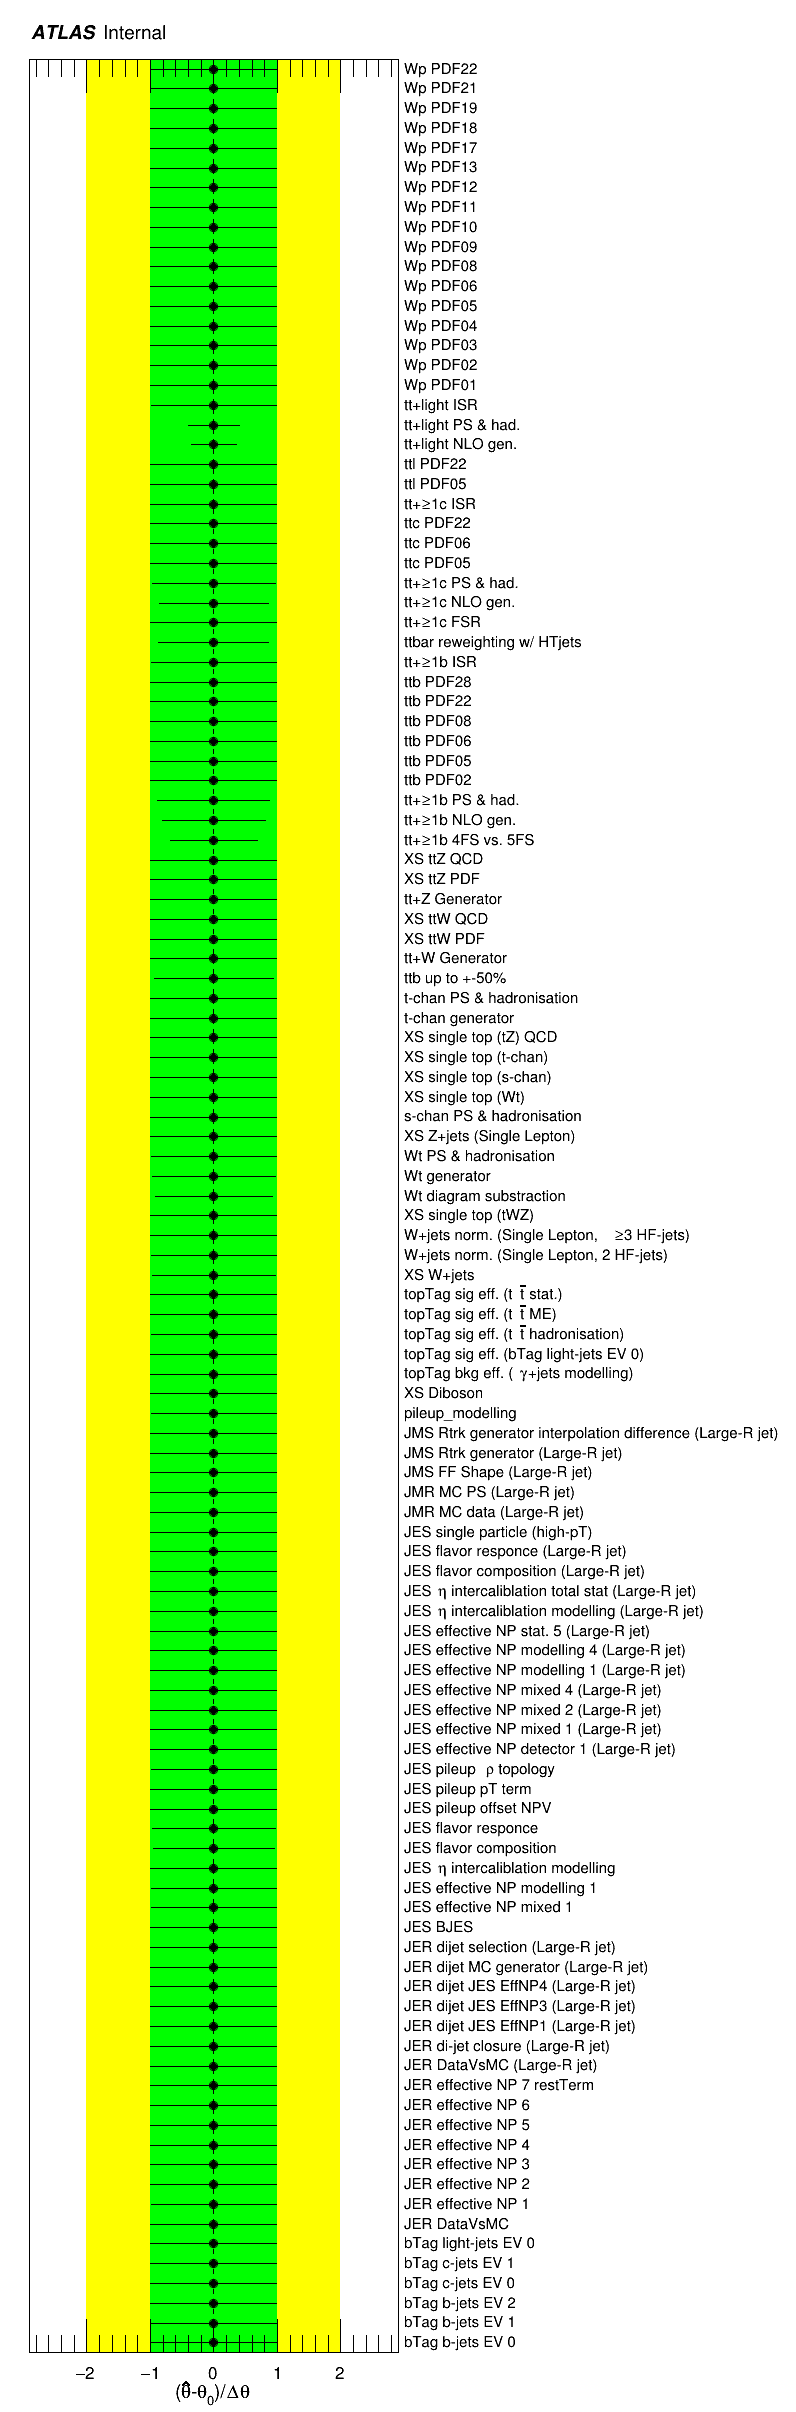 ATLAS Internal
Wp PDF22
Wp PDF21
Wp PDF19
Wp PDF18
Wp PDF17
Wp PDF13
Wp PDF12
Wp PDF11
Wp PDF10
Wp PDF09
Wp PDF08
Wp PDF06
Wp PDF05
Wp PDF04
Wp PDF03
Wp PDF02
Wp PDF01
tt+light ISR
tt+light PS & had.
tt+light NLO gen.
ttl PDF22
ttl PDF05
tt+≥1c ISR
ttc PDF22
ttc PDF06
ttc PDF05
tt+≥1c PS & had.
tt+≥1c NLO gen.
tt+≥1c FSR
ttbar reweighting w/ HTjets
tt+≥1b ISR
ttb PDF28
ttb PDF22
ttb PDF08
ttb PDF06
ttb PDF05
ttb PDF02
tt+≥1b PS & had.
tt+≥1b NLO gen.
tt+≥1b 4FS vs. 5FS
XS ttZ QCD
XS ttZ PDF
tt+Z Generator
XS ttW QCD
XS ttW PDF
tt+W Generator
ttb up to +-50%
t-chan PS & hadronisation
t-chan generator
XS single top (tZ) QCD
XS single top (t-chan)
XS single top (s-chan)
XS single top (Wt)
s-chan PS & hadronisation
XS Z+jets (Single Lepton)
Wt PS & hadronisation
Wt generator
Wt diagram substraction
XS single top (tWZ)
W+jets norm. (Single Lepton, ≥3 HF-jets)
W+jets norm. (Single Lepton, 2 HF-jets)
XS W+jets
topTag sig eff. (t t̄ stat.)
topTag sig eff. (t t̄ ME)
topTag sig eff. (t t̄ hadronisation)
topTag sig eff. (bTag light-jets EV 0)
topTag bkg eff. ( γ+jets modelling)
XS Diboson
pileup_modelling
JMS Rtrk generator interpolation difference (Large-R jet)
JMS Rtrk generator (Large-R jet)
JMS FF Shape (Large-R jet)
JMR MC PS (Large-R jet)
JMR MC data (Large-R jet)
JES single particle (high-pT)
JES flavor responce (Large-R jet)
JES flavor composition (Large-R jet)
JES η intercaliblation total stat (Large-R jet)
JES η intercaliblation modelling (Large-R jet)
JES effective NP stat. 5 (Large-R jet)
JES effective NP modelling 4 (Large-R jet)
JES effective NP modelling 1 (Large-R jet)
JES effective NP mixed 4 (Large-R jet)
JES effective NP mixed 2 (Large-R jet)
JES effective NP mixed 1 (Large-R jet)
JES effective NP detector 1 (Large-R jet)
JES pileup ρ topology
JES pileup pT term
JES pileup offset NPV
JES flavor responce
JES flavor composition
JES η intercaliblation modelling
JES effective NP modelling 1
JES effective NP mixed 1
JES BJES
JER dijet selection (Large-R jet)
JER dijet MC generator (Large-R jet)
JER dijet JES EffNP4 (Large-R jet)
JER dijet JES EffNP3 (Large-R jet)
JER dijet JES EffNP1 (Large-R jet)
JER di-jet closure (Large-R jet)
JER DataVsMC (Large-R jet)
JER effective NP 7 restTerm
JER effective NP 6
JER effective NP 5
JER effective NP 4
JER effective NP 3
JER effective NP 2
JER effective NP 1
JER DataVsMC
bTag light-jets EV 0
bTag c-jets EV 1
bTag c-jets EV 0
bTag b-jets EV 2
bTag b-jets EV 1
bTag b-jets EV 0
−2 −1 0 1 2
(θ̂-θ₀)/Δθ